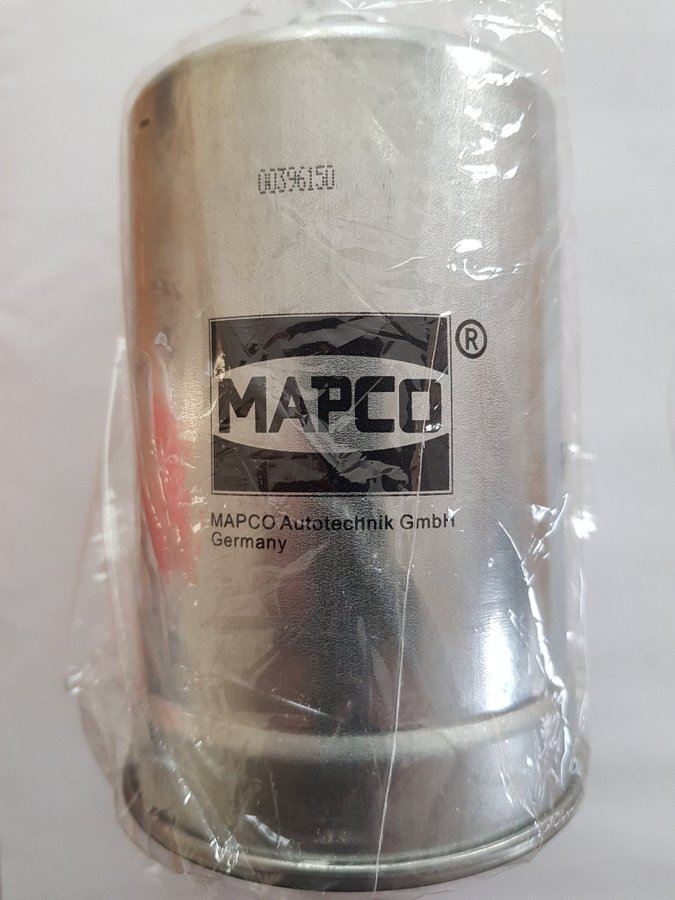 00396150
MAPCO
®
MAPCO Autotechnik GmbH
Germany